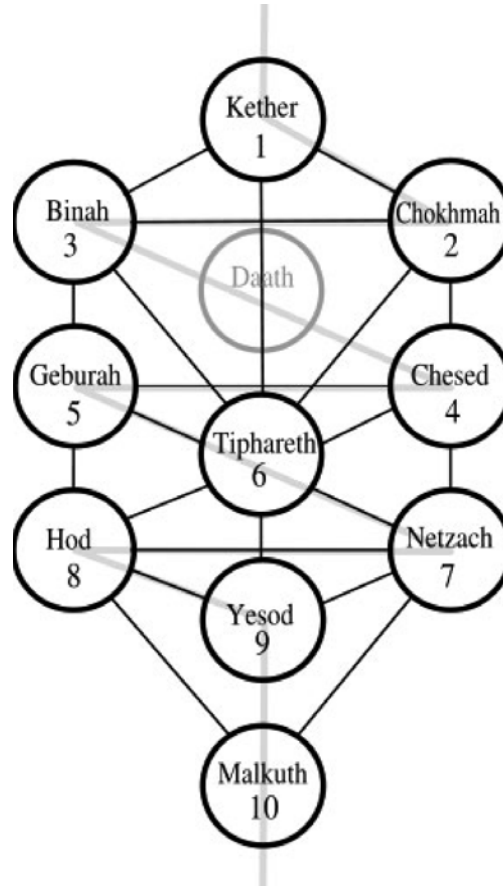 Kether
1
Binah
3
Chokhmah
2
Daath
Geburah
5
Chesed
4
Tiphareth
6
Hod
8
Netzach
7
Yesod
9
Malkuth
10